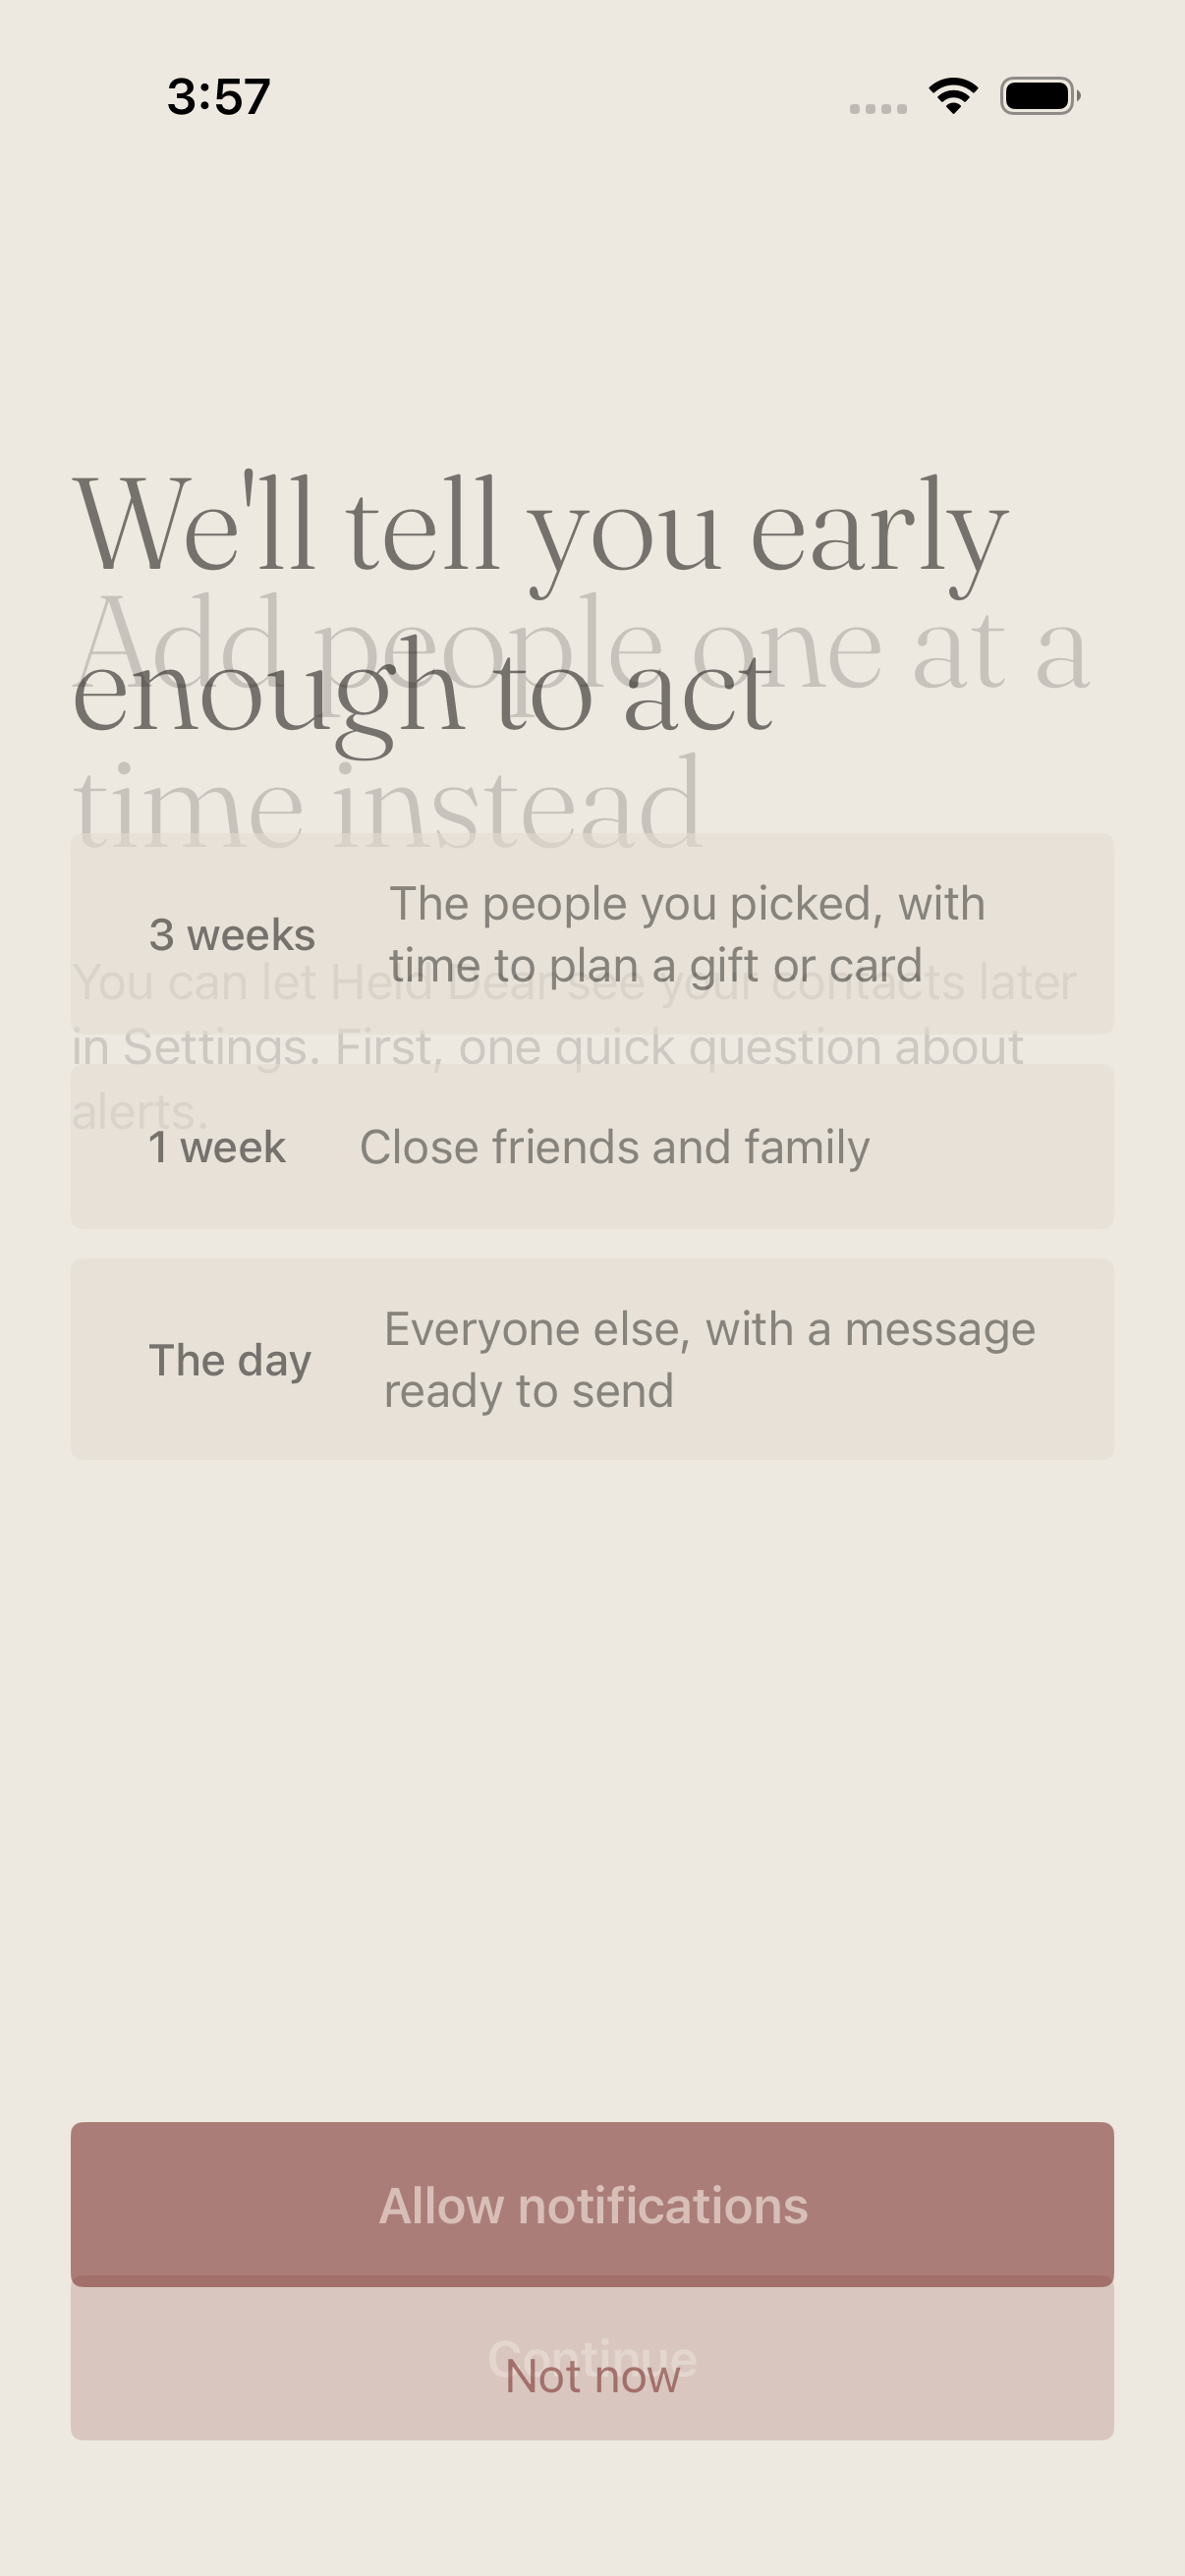 3:57
We'll tell you early
Add people one at a
enough to act
time instead
3 weeks
The people you picked, with
time to plan a gift or card
You can let Held Dear see your contacts later
in Settings. First, one quick question about
alerts.
1 week
Close friends and family
The day
Everyone else, with a message
ready to send
Allow notifications
Continue
Not now